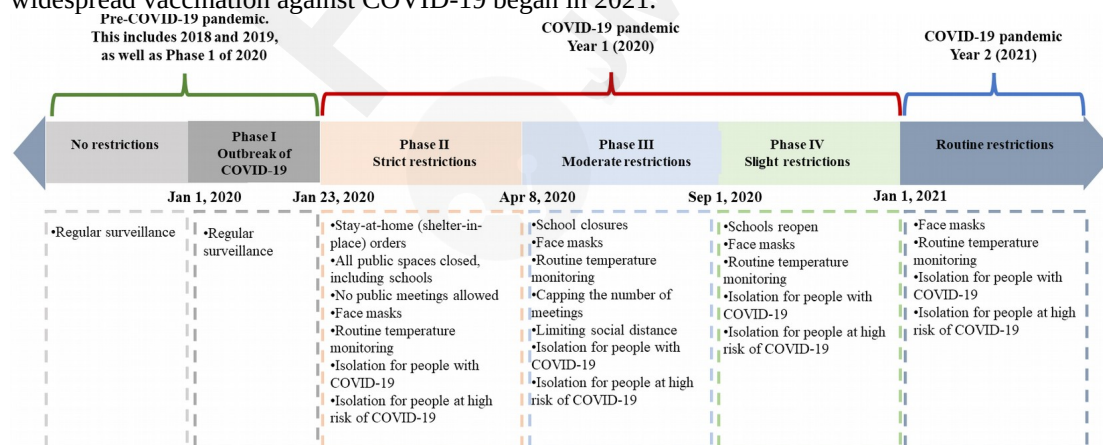 widespread vaccination against COVID-19 began in 2021.
Pre-COVID-19 pandemic.
This includes 2018 and 2019,
as well as Phase 1 of 2020
COVID-19 pandemic
Year 1 (2020)
COVID-19 pandemic
Year 2 (2021)
No restrictions
Phase I
Outbreak of
COVID-19
Phase II
Strict restrictions
Phase III
Moderate restrictions
Phase IV
Slight restrictions
Routine restrictions
Jan 1, 2020
Jan 23, 2020
Apr 8, 2020
Sep 1, 2020
Jan 1, 2021
•Regular surveillance
•Regular
surveillance
•Stay-at-home (shelter-in-
place) orders
•All public spaces closed,
including schools
•No public meetings allowed
•Face masks
•Routine temperature
monitoring
•Isolation for people with
COVID-19
•Isolation for people at high
risk of COVID-19
•School closures
•Face masks
•Routine temperature
monitoring
•Capping the number of
meetings
•Limiting social distance
•Isolation for people with
COVID-19
•Isolation for people at high
risk of COVID-19
•Schools reopen
•Face masks
•Routine temperature
monitoring
•Isolation for people with
COVID-19
•Isolation for people at high
risk of COVID-19
•Face masks
•Routine temperature
monitoring
•Isolation for people with
COVID-19
•Isolation for people at high
risk of COVID-19